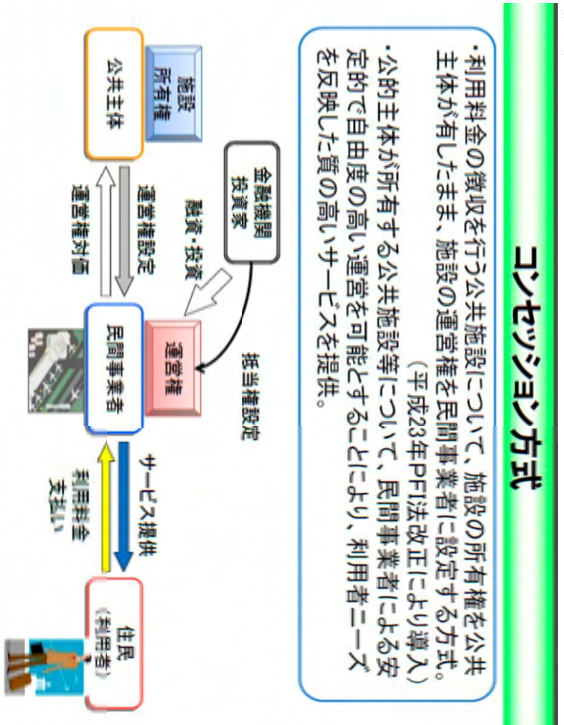 コンセッション方式
・利用料金の徴収を行う公共施設について、施設の所有権を公共
主体が有したまま、施設の運営権を民間事業者に設定する方式。
（平成23年PFI法改正により導入）
・公的主体が所有する公共施設等について、民間事業者による安
定的で自由度の高い運営を可能とすることにより、利用者ニーズ
を反映した質の高いサービスを提供。
金融機関
投資家
抵当権設定
融資・投資
施設
所有権
公共主体
運営権設定
運営権対価
運営権
民間事業者
サービス提供
利用料金
支払い
住民
（利用者）